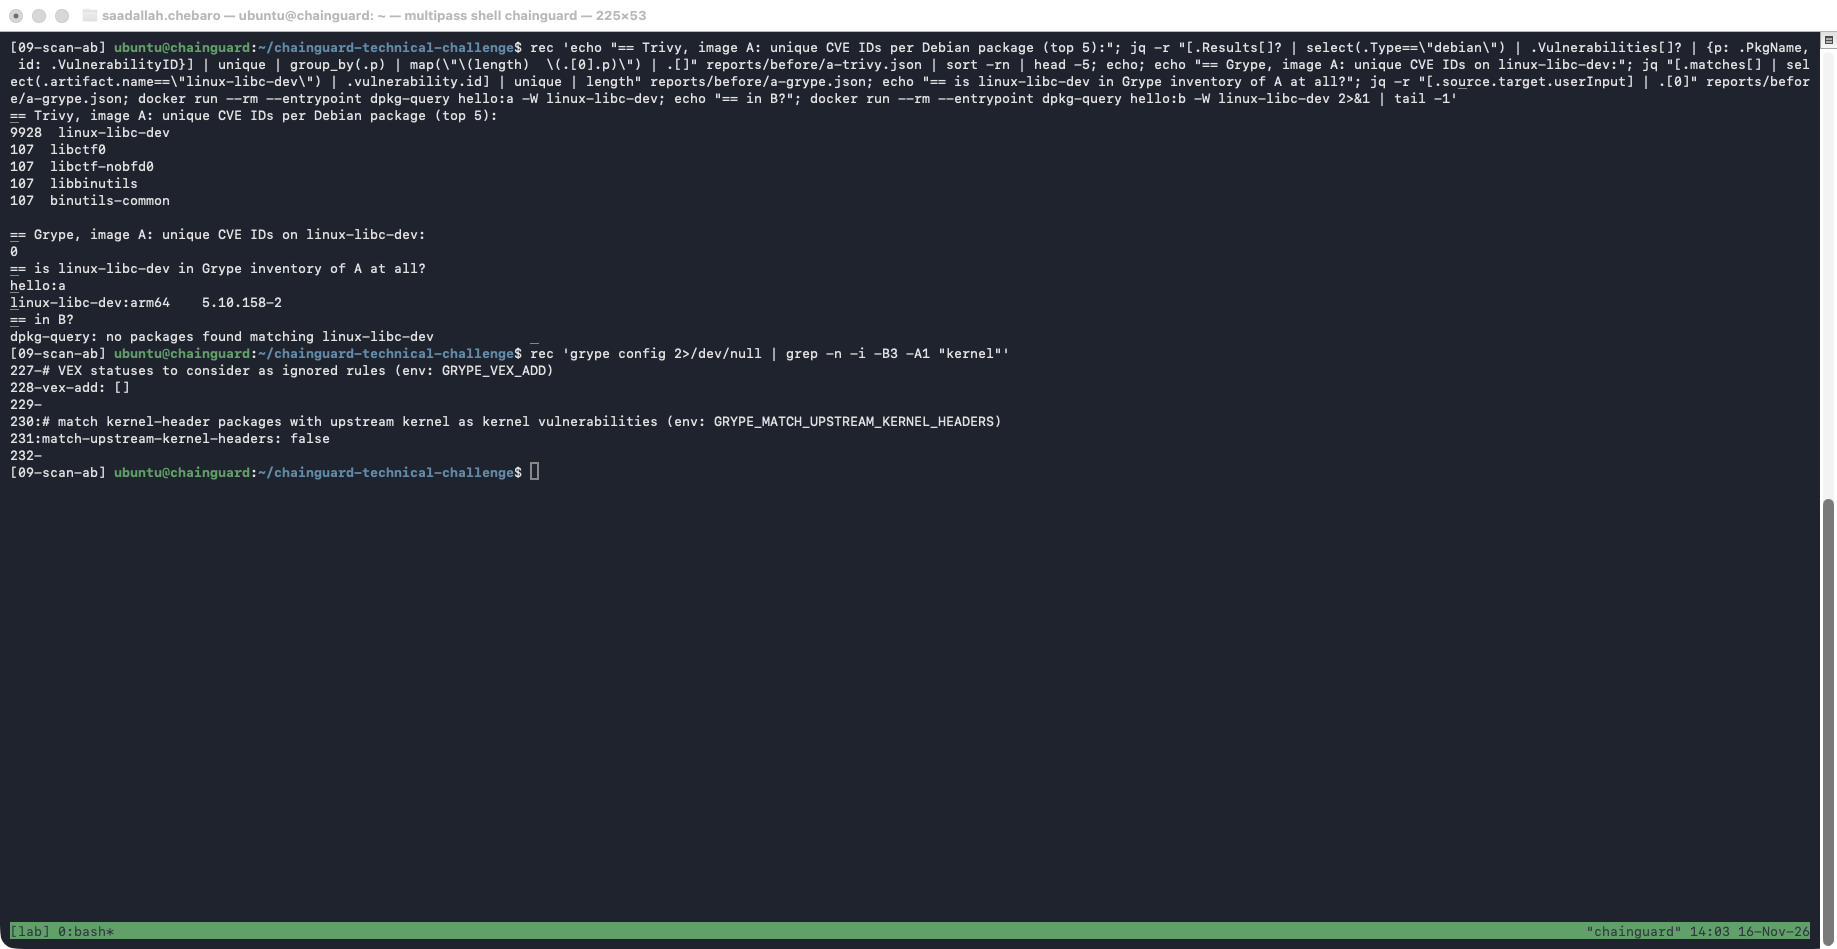 saadallah.chebaro — ubuntu@chainguard: ~ — multipass shell chainguard — 225×53
[09-scan-ab] ubuntu@chainguard:~/chainguard-technical-challenge$ rec 'echo "== Trivy, image A: unique CVE IDs per Debian package (top 5):"; jq -r "[.Results[]? | select(.Type==\"debian\") | .Vulnerabilities[]? | {p: .PkgName,
 id: .VulnerabilityID}] | unique | group_by(.p) | map(\"\(length)  \(.[0].p)\") | .[]" reports/before/a-trivy.json | sort -rn | head -5; echo; echo "== Grype, image A: unique CVE IDs on linux-libc-dev:"; jq "[.matches[] | sel
ect(.artifact.name==\"linux-libc-dev\") | .vulnerability.id] | unique | length" reports/before/a-grype.json; echo "== is linux-libc-dev in Grype inventory of A at all?"; jq -r "[.source.target.userInput] | .[0]" reports/befor
e/a-grype.json; docker run --rm --entrypoint dpkg-query hello:a -W linux-libc-dev; echo "== in B?"; docker run --rm --entrypoint dpkg-query hello:b -W linux-libc-dev 2>&1 | tail -1'
== Trivy, image A: unique CVE IDs per Debian package (top 5):
9928  linux-libc-dev
107  libctf0
107  libctf-nobfd0
107  libbinutils
107  binutils-common
== Grype, image A: unique CVE IDs on linux-libc-dev:
0
== is linux-libc-dev in Grype inventory of A at all?
hello:a
linux-libc-dev:arm64    5.10.158-2
== in B?
dpkg-query: no packages found matching linux-libc-dev
[09-scan-ab] ubuntu@chainguard:~/chainguard-technical-challenge$ rec 'grype config 2>/dev/null | grep -n -i -B3 -A1 "kernel"'
227-# VEX statuses to consider as ignored rules (env: GRYPE_VEX_ADD)
228-vex-add: []
229-
230:# match kernel-header packages with upstream kernel as kernel vulnerabilities (env: GRYPE_MATCH_UPSTREAM_KERNEL_HEADERS)
231:match-upstream-kernel-headers: false
232-
[09-scan-ab] ubuntu@chainguard:~/chainguard-technical-challenge$
[lab] 0:bash* "chainguard" 14:03 16-Nov-26